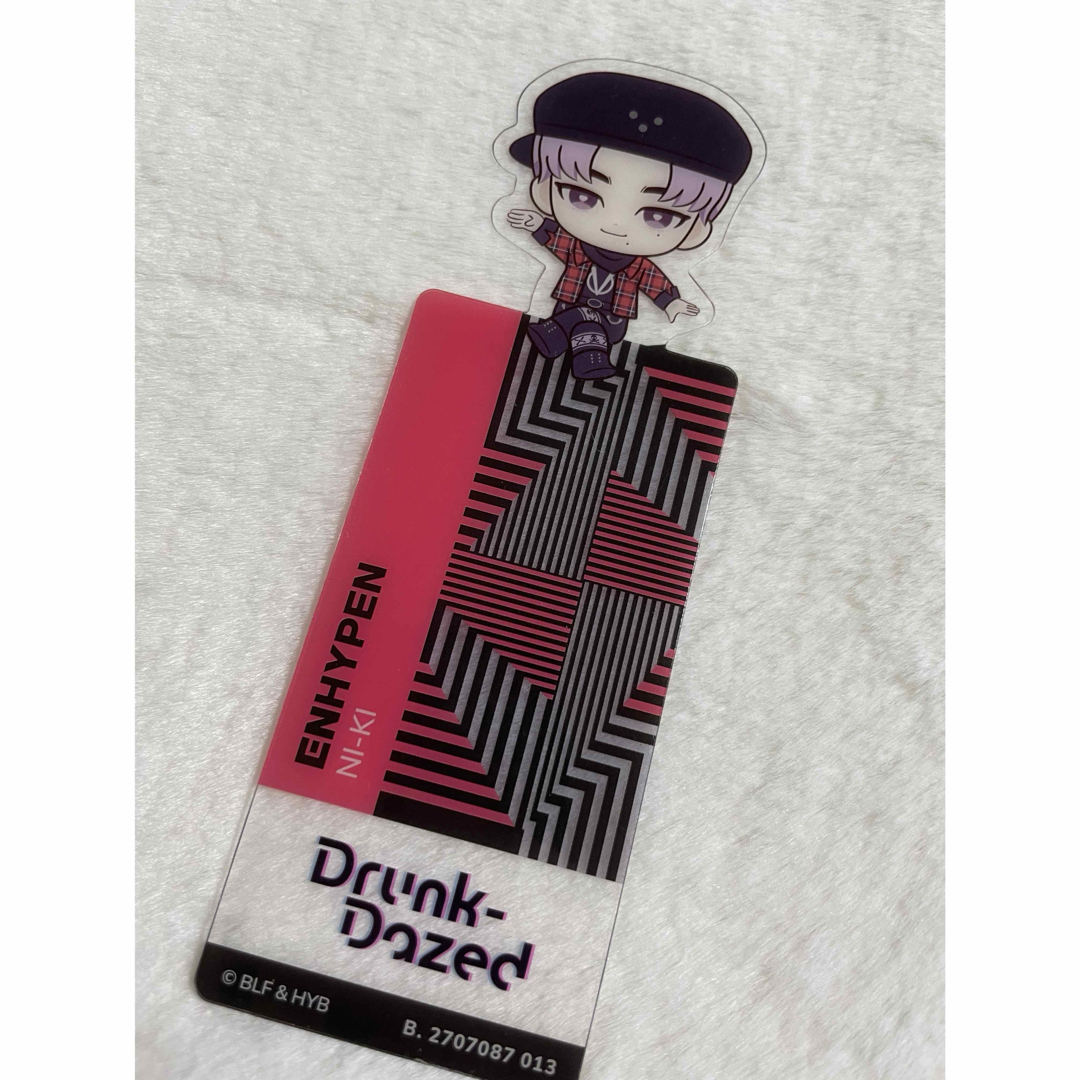 ENHYPEN
NI-KI
Drunk-
Dazed
© BLF & HYB
B. 2707087 013